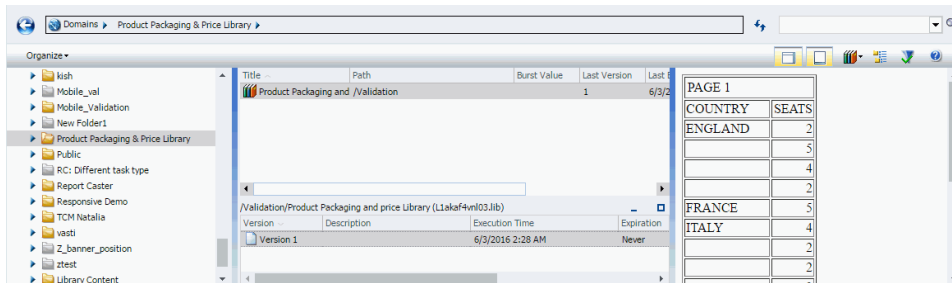 Domains ▸ Product Packaging & Price Library ▸
Organize
kish
Mobile_val
Mobile_Validation
New Folder1
Product Packaging & Price Library
Public
RC: Different task type
Report Caster
Responsive Demo
TCM Natalia
vasti
Z_banner_position
ztest
Library Content
Title Path Burst Value Last Version Last
Product Packaging and /Validation 1 6/3/2
/Validation/Product Packaging and price Library (L1akaf4vnl03.lib)
Version Description Execution Time Expiration
Version 1 6/3/2016 2:28 AM Never
PAGE 1
COUNTRY SEATS
ENGLAND 2
5
4
2
FRANCE 5
ITALY 4
2
2